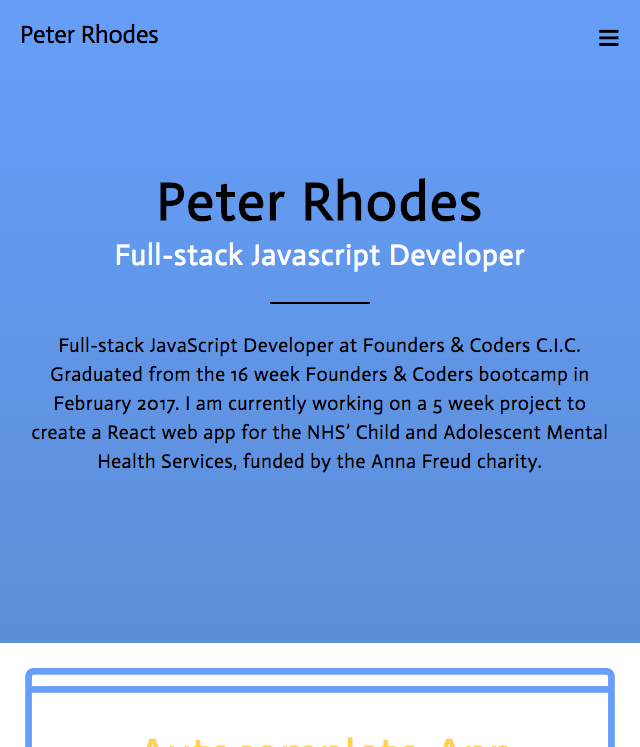 Peter Rhodes
Peter Rhodes
Full-stack Javascript Developer
Full-stack JavaScript Developer at Founders & Coders C.I.C.
Graduated from the 16 week Founders & Coders bootcamp in
February 2017. I am currently working on a 5 week project to
create a React web app for the NHS’ Child and Adolescent Mental
Health Services, funded by the Anna Freud charity.
Autocomplete App